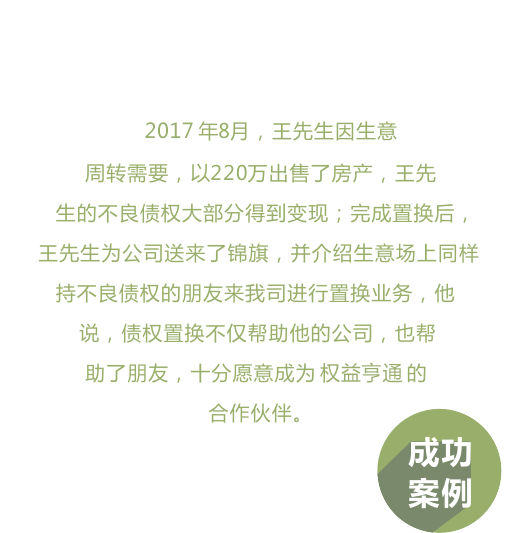 2017年8月，王先生因生意
周转需要，以220万出售了房产，王先
生的不良债权大部分得到变现；完成置换后，
王先生为公司送来了锦旗，并介绍生意场上同样
持不良债权的朋友来我司进行置换业务，他
说，债权置换不仅帮助他的公司，也帮
助了朋友，十分愿意成为 权益亨通 的
合作伙伴。
成功
案例